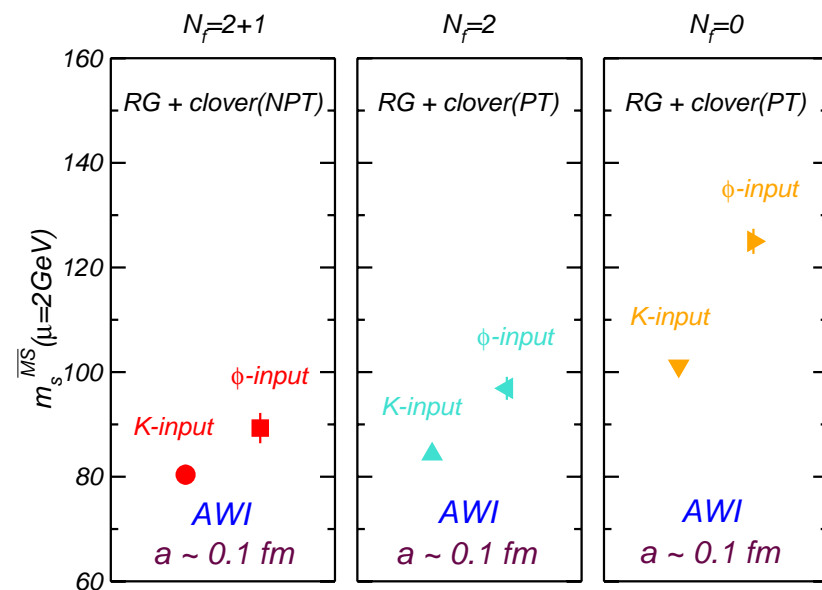 N_f=2+1 N_f=2 N_f=0
160
140
120
100
80
60
m_s^{\overline{MS}}(μ=2GeV)
RG + clover(NPT)
ϕ-input
K-input
AWI
a ~ 0.1 fm
RG + clover(PT)
ϕ-input
K-input
AWI
a ~ 0.1 fm
RG + clover(PT)
ϕ-input
K-input
AWI
a ~ 0.1 fm